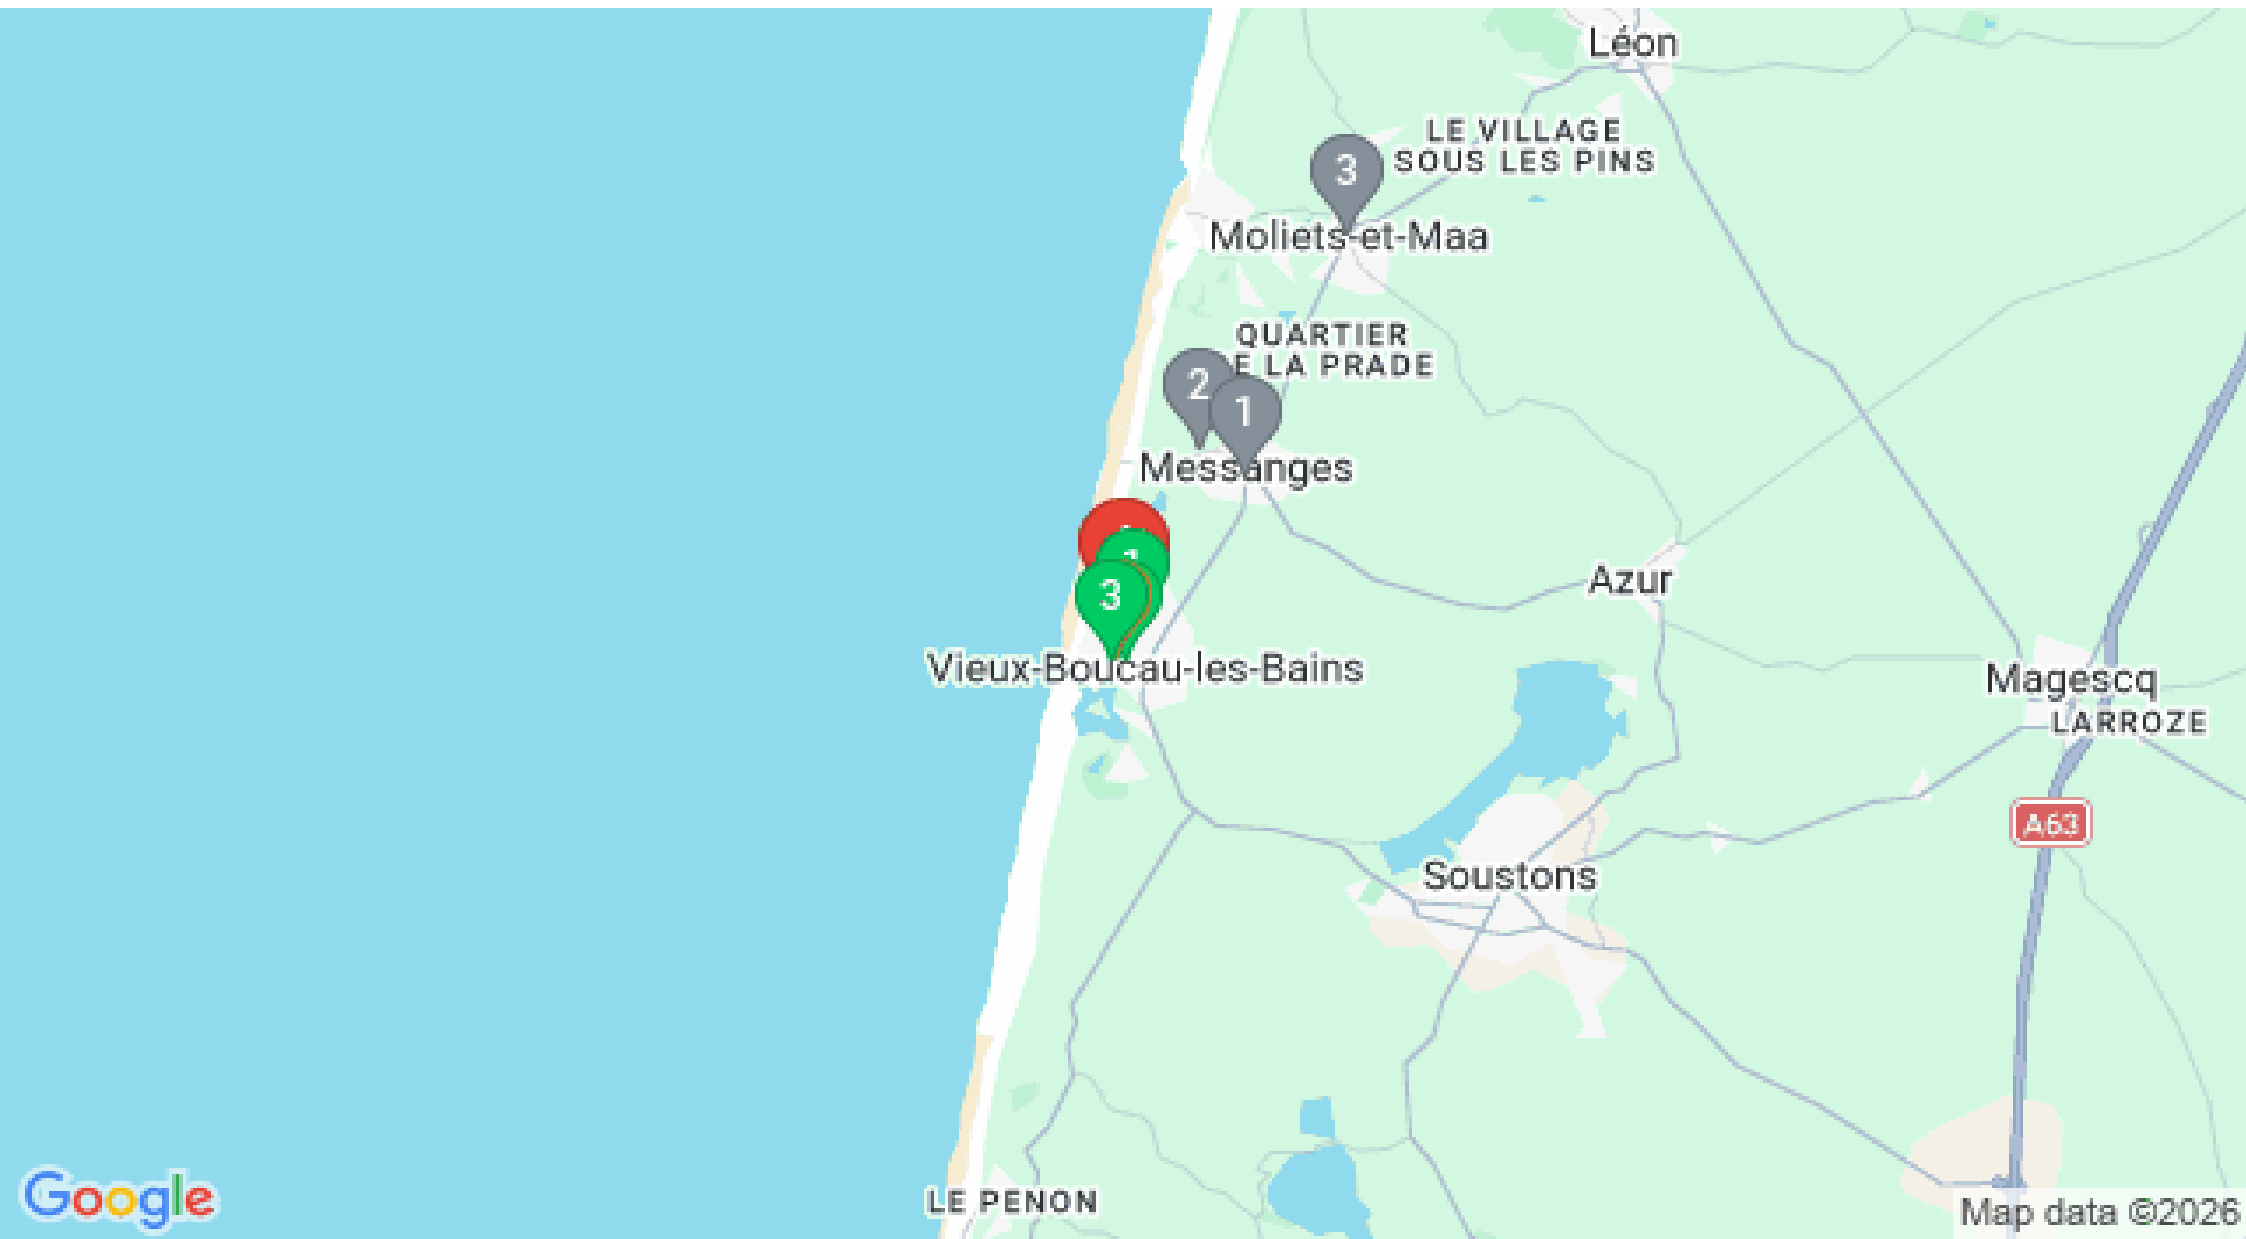 Léon
LE VILLAGE
SOUS LES PINS
3
Moliets-et-Maa
QUARTIER
E LA PRADE
2
1
Messanges
1
3
Azur
Vieux-Boucau-les-Bains
Magescq
LARROZE
A63
Soustons
LE PENON
Google
Map data ©2026